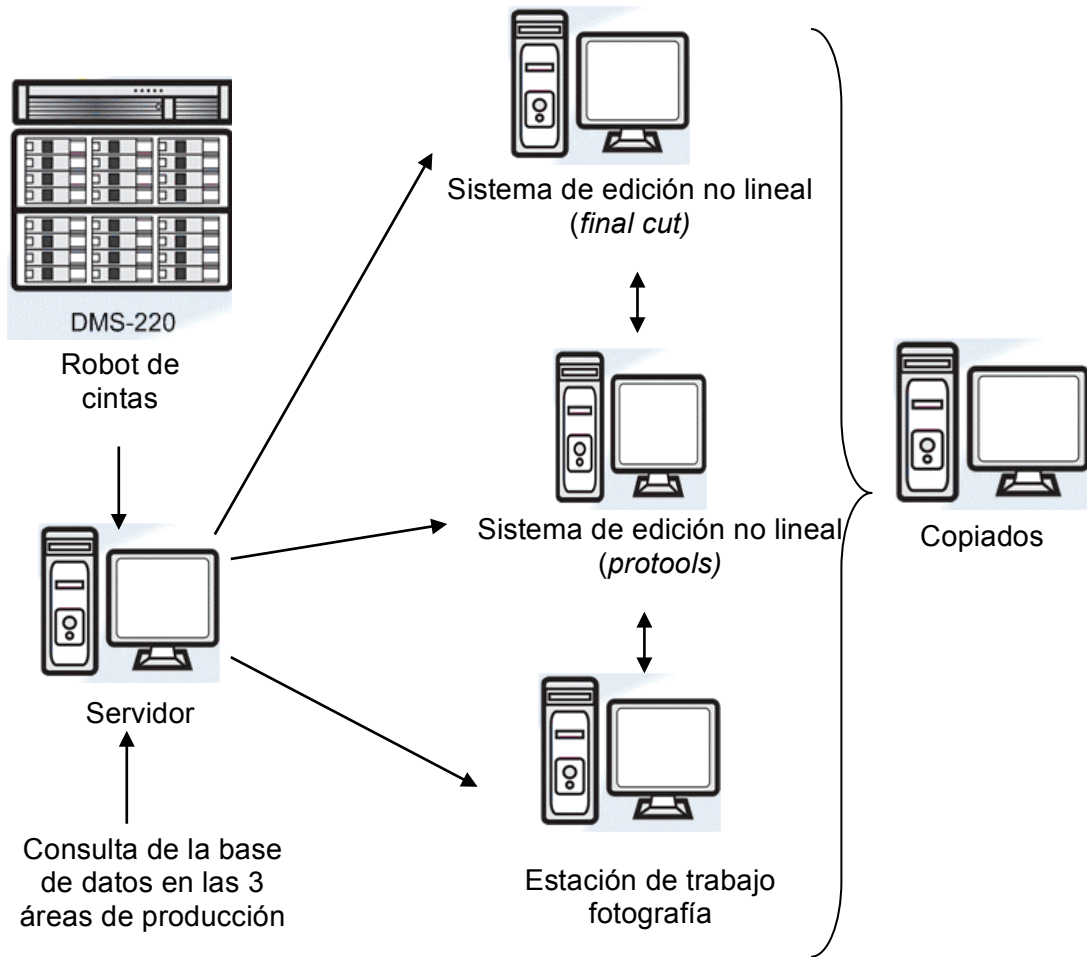 DMS-220
Robot de
cintas
Servidor
Consulta de la base
de datos en las 3
áreas de producción
Sistema de edición no lineal
(final cut)
Sistema de edición no lineal
(protools)
Estación de trabajo
fotografía
Copiados